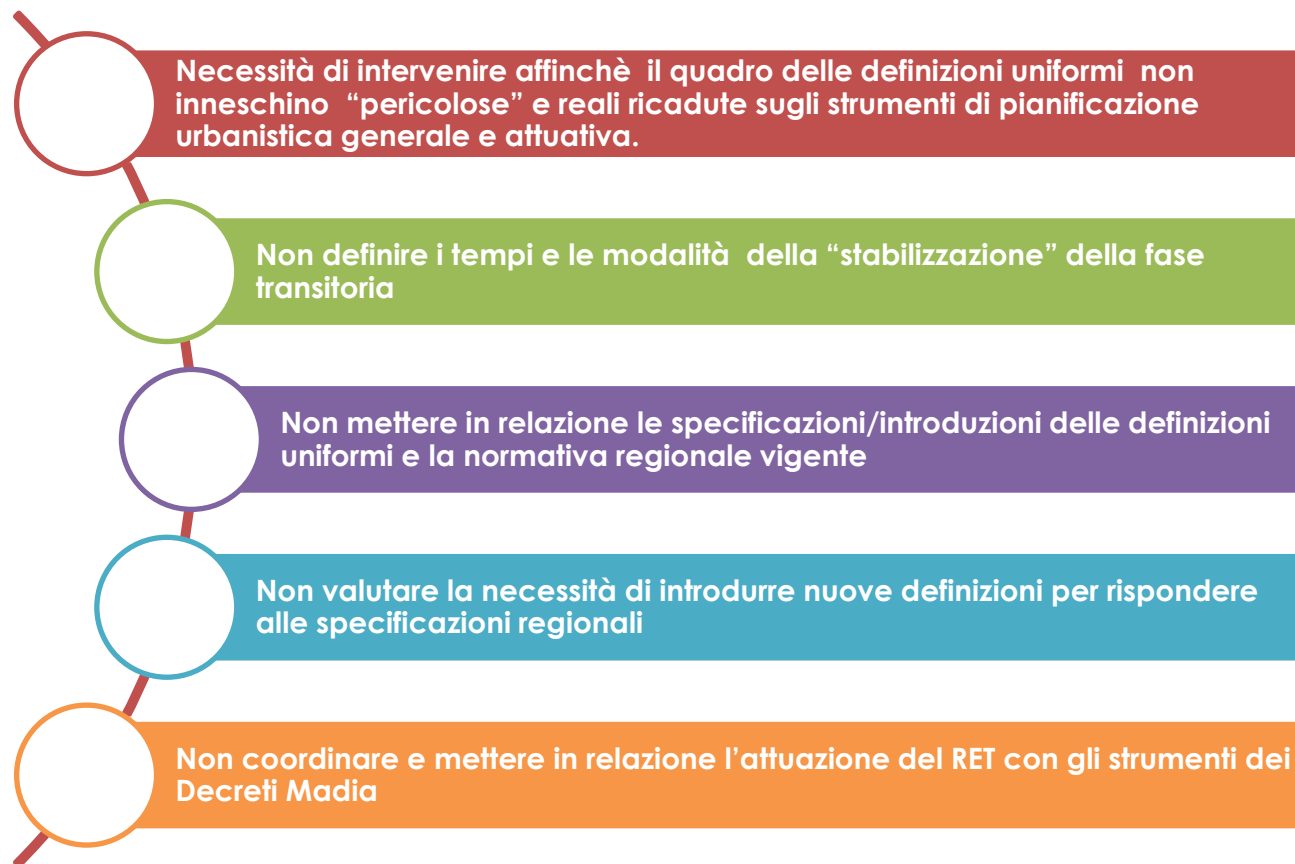 Necessità di intervenire affinchè il quadro delle definizioni uniformi non
inneschino “pericolose” e reali ricadute sugli strumenti di pianificazione
urbanistica generale e attuativa.
Non definire i tempi e le modalità della “stabilizzazione” della fase
transitoria
Non mettere in relazione le specificazioni/introduzioni delle definizioni
uniformi e la normativa regionale vigente
Non valutare la necessità di introdurre nuove definizioni per rispondere
alle specificazioni regionali
Non coordinare e mettere in relazione l’attuazione del RET con gli strumenti dei
Decreti Madia